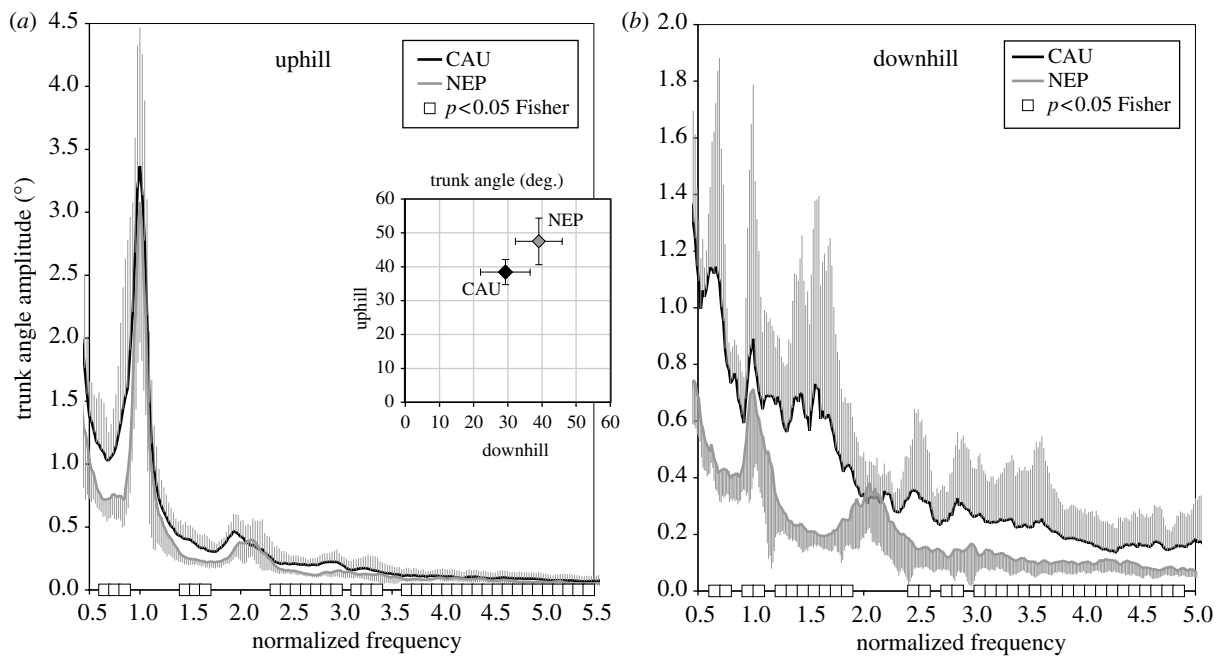 (a)
4.5
4.0
3.5
3.0
2.5
2.0
1.5
1.0
0.5
0.0
trunk angle amplitude (°)
uphill
CAU
NEP
p<0.05 Fisher
trunk angle (deg.)
60
50
40
30
20
10
0
uphill
NEP
CAU
0 10 20 30 40 50 60
downhill
0.5 1.0 1.5 2.0 2.5 3.0 3.5 4.0 4.5 5.0 5.5
normalized frequency
(b)
2.0
1.8
1.6
1.4
1.2
1.0
0.8
0.6
0.4
0.2
0.0
downhill
CAU
NEP
p<0.05 Fisher
0.5 1.0 1.5 2.0 2.5 3.0 3.5 4.0 4.5 5.0
normalized frequency